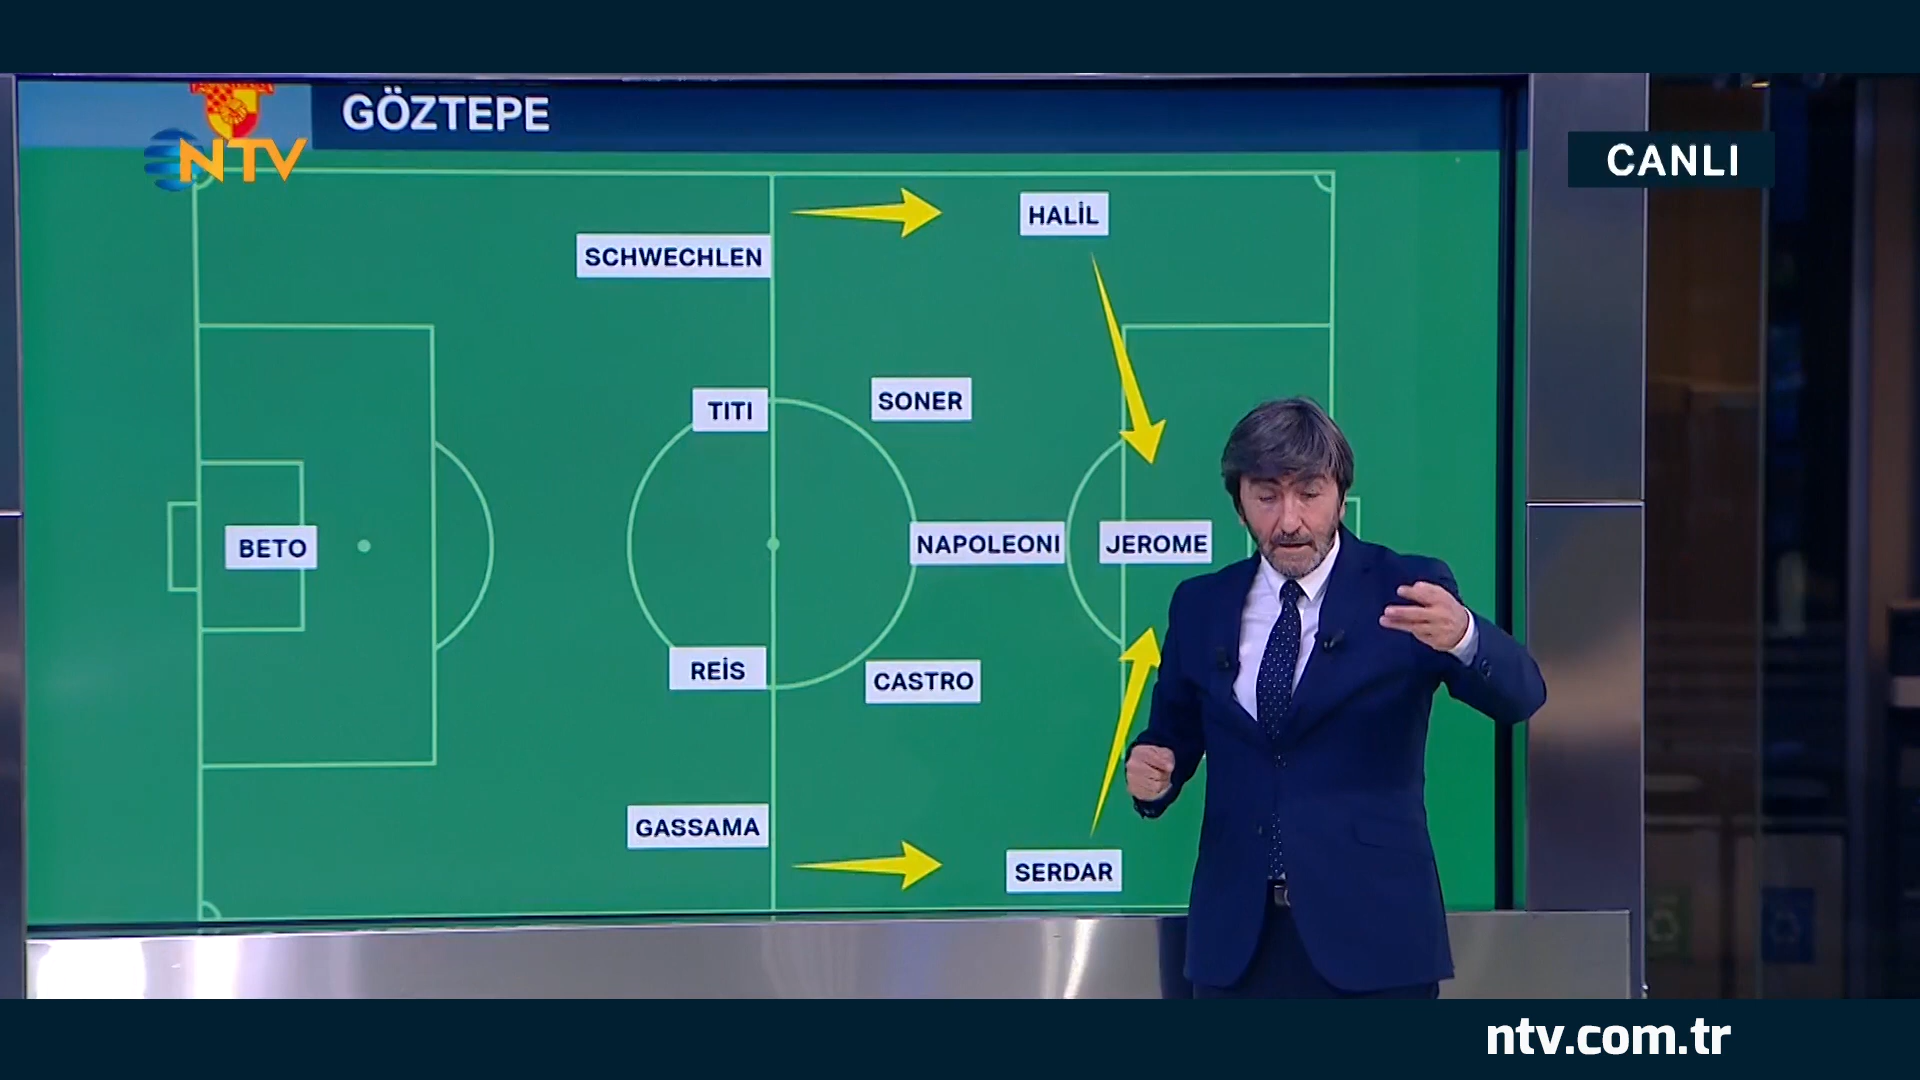 GÖZTEPE
NTV
CANLI
HALİL
SCHWECHLEN
SONER
TITI
NAPOLEONI
JEROME
BETO
REİS
CASTRO
GASSAMA
SERDAR
ntv.com.tr